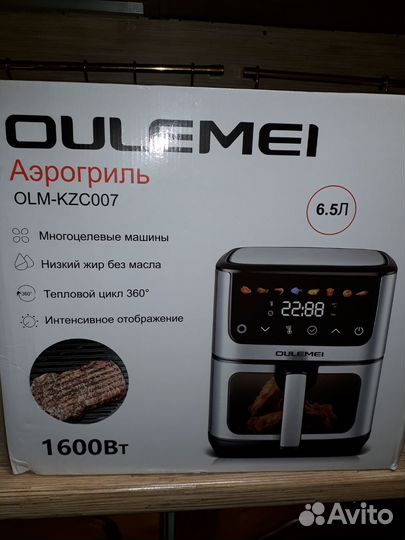 OULEMEI
Аэрогриль
OLM-KZC007
6.5Л
Многоцелевые машины
Низкий жир без масла
360°
Тепловой цикл 360°
Интенсивное отображение
22:88
OULEMEI
1600Вт
Avito